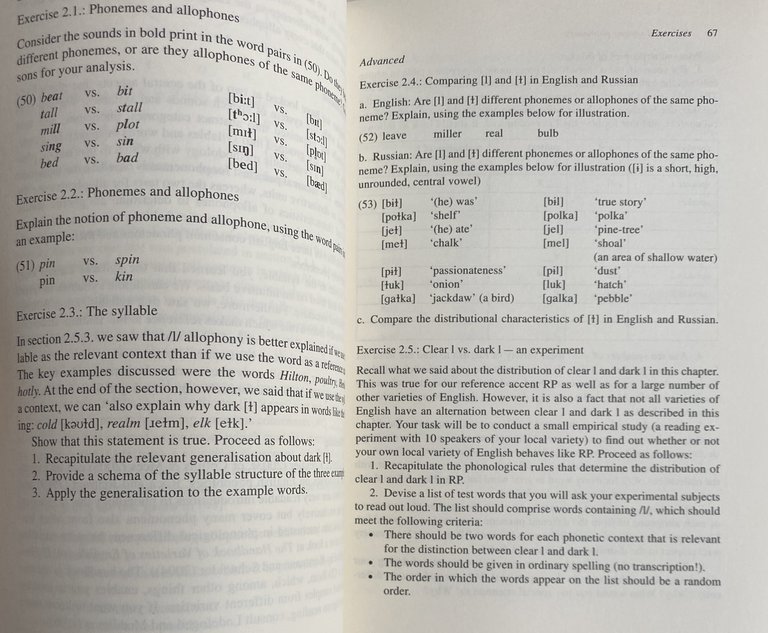 Exercise 2.1.: Phonemes and allophones
Consider the sounds in bold print in the word pairs in (50). Do they
different phonemes, or are they allophones of the same phoneme?
sons for your analysis.
(50) beat vs. bit [biːt] vs. [bɪt]
tall vs. stall [tʰɔːl] vs. [stɔːl]
mill vs. plot [mɪɫ] vs. [pl̥ɒt]
sing vs. sin [sɪŋ] vs. [sɪn]
bed vs. bad [bed] vs. [bæd]
Exercise 2.2.: Phonemes and allophones
Explain the notion of phoneme and allophone, using the word pairs
an example:
(51) pin vs. spin
pin vs. kin
Exercise 2.3.: The syllable
In section 2.5.3. we saw that /l/ allophony is better explained if we
lable as the relevant context than if we use the word as a reference
The key examples discussed were the words Hilton, poultry,
hotly. At the end of the section, however, we said that if we use the
a context, we can 'also explain why dark [ɫ] appears in words like
ing: cold [kəʊɫd], realm [ɹeɫm], elk [eɫk].'
Show that this statement is true. Proceed as follows:
1. Recapitulate the relevant generalisation about dark [ɫ].
2. Provide a schema of the syllable structure of the three
3. Apply the generalisation to the example words.
Exercises 67
Advanced
Exercise 2.4.: Comparing [l] and [ɫ] in English and Russian
a. English: Are [l] and [ɫ] different phonemes or allophones of the same pho-
neme? Explain, using the examples below for illustration.
(52) leave miller real bulb
b. Russian: Are [l] and [ɫ] different phonemes or allophones of the same pho-
neme? Explain, using the examples below for illustration ([ɨ] is a short, high,
unrounded, central vowel)
(53) [bɨɫ] '(he) was' [bɨl] 'true story'
[poɫka] 'shelf' [polka] 'polka'
[jeɫ] '(he) ate' [jel] 'pine-tree'
[meɫ] 'chalk' [mel] 'shoal'
(an area of shallow water)
[pɨɫ] 'passionateness' [pɨl] 'dust'
[ɫuk] 'onion' [luk] 'hatch'
[gaɫka] 'jackdaw' (a bird) [galka] 'pebble'
c. Compare the distributional characteristics of [ɫ] in English and Russian.
Exercise 2.5.: Clear l vs. dark l — an experiment
Recall what we said about the distribution of clear l and dark l in this chapter.
This was true for our reference accent RP as well as for a large number of
other varieties of English. However, it is also a fact that not all varieties of
English have an alternation between clear l and dark l as described in this
chapter. Your task will be to conduct a small empirical study (a reading ex-
periment with 10 speakers of your local variety) to find out whether or not
your own local variety of English behaves like RP. Proceed as follows:
1. Recapitulate the phonological rules that determine the distribution of
clear l and dark l in RP.
2. Devise a list of test words that you will ask your experimental subjects
to read out loud. The list should comprise words containing /l/, which should
meet the following criteria:
• There should be two words for each phonetic context that is relevant
for the distinction between clear l and dark l.
• The words should be given in ordinary spelling (no transcription!).
• The order in which the words appear on the list should be a random
order.